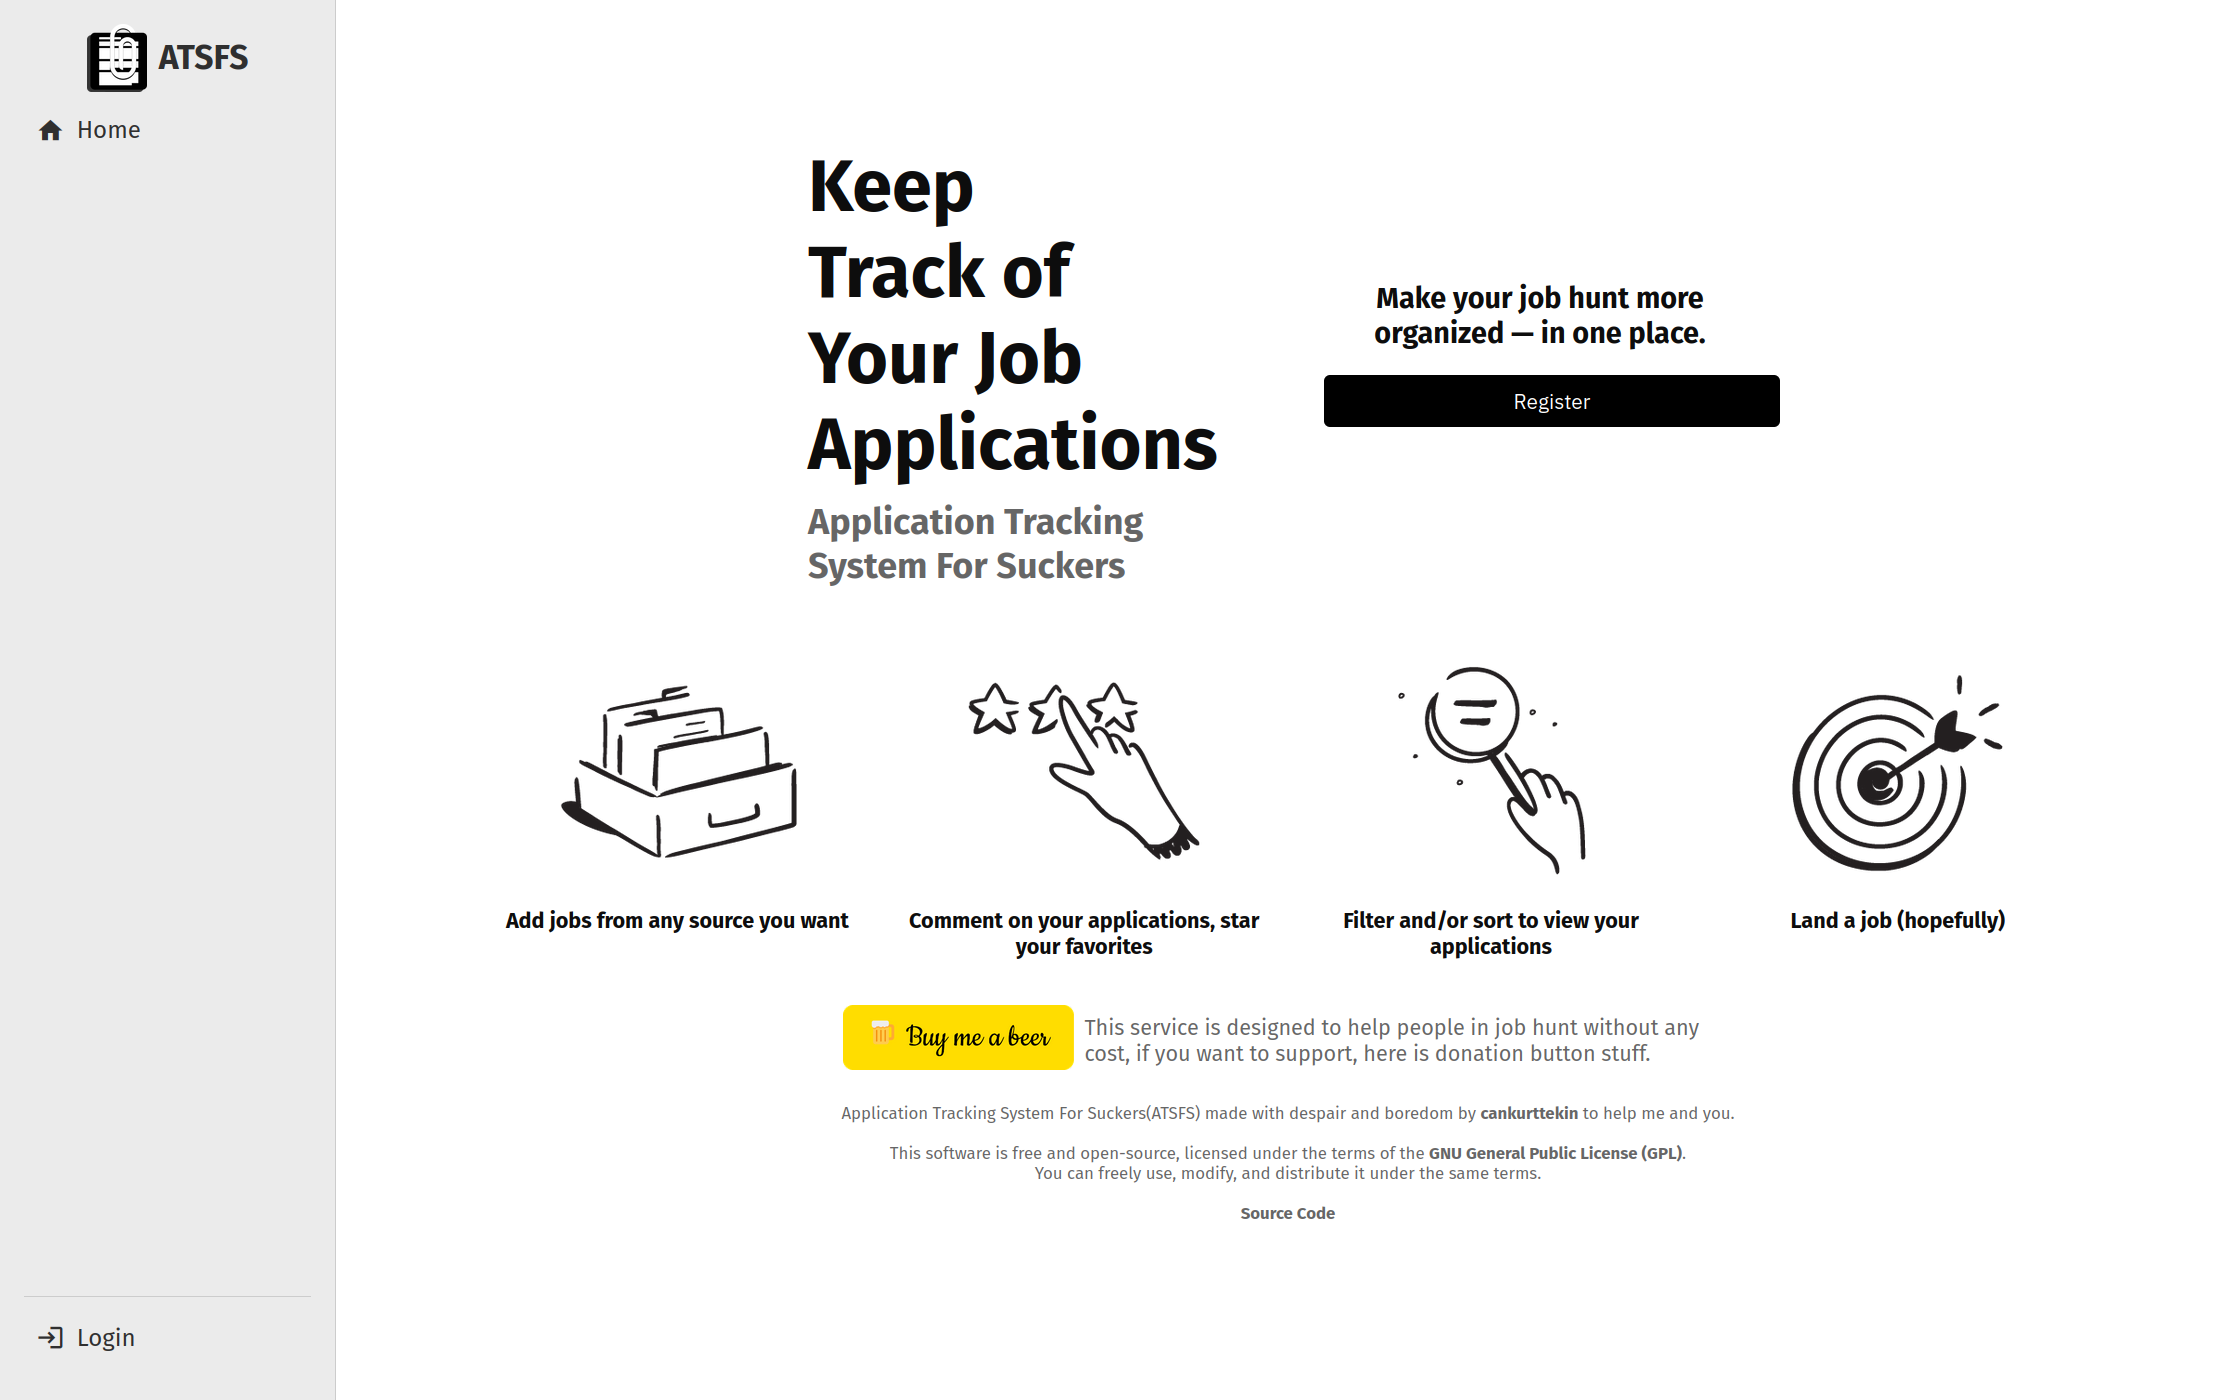 ATSFS
Home
Keep
Track of
Your Job
Applications
Application Tracking
System For Suckers
Make your job hunt more
organized — in one place.
Register
Add jobs from any source you want
Comment on your applications, star
your favorites
Filter and/or sort to view your
applications
Land a job (hopefully)
Buy me a beer
This service is designed to help people in job hunt without any
cost, if you want to support, here is donation button stuff.
Application Tracking System For Suckers(ATSFS) made with despair and boredom by cankurttekin to help me and you.
This software is free and open-source, licensed under the terms of the GNU General Public License (GPL).
You can freely use, modify, and distribute it under the same terms.
Source Code
Login